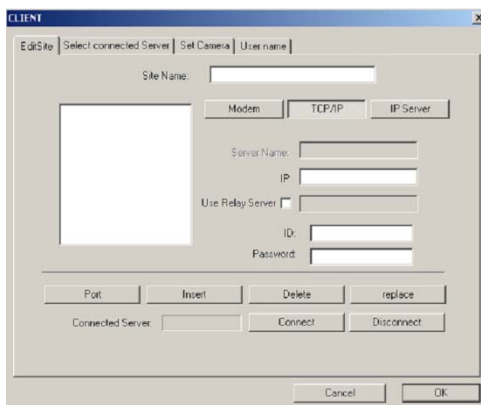 CLIENT
EditSite Select connected Server Set Camera User name
Site Name:
Modem TCP/IP IP Server
Server Name:
IP
Use Relay Server
ID:
Password:
Port Insert Delete replace
Connected Server: Connect Disconnect
Cancel OK